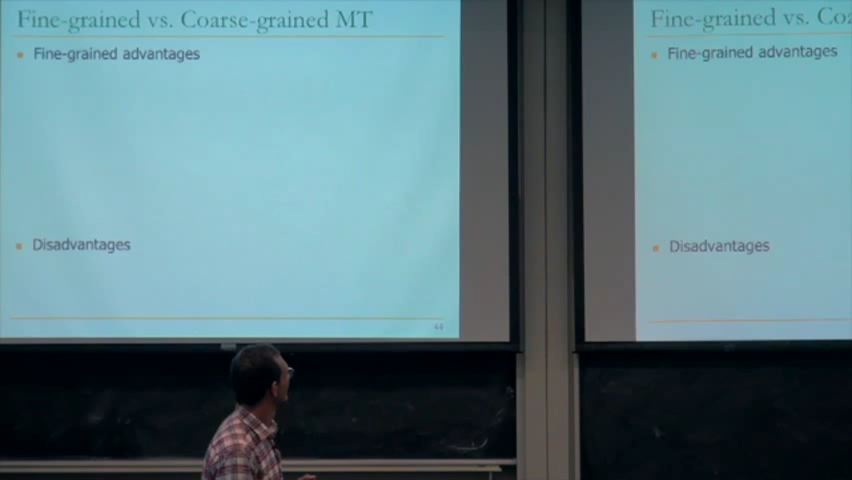 Fine-grained vs. Coarse-grained MT
Fine-grained advantages
Disadvantages
44
Fine-grained vs. Coa
Fine-grained advantages
Disadvantages